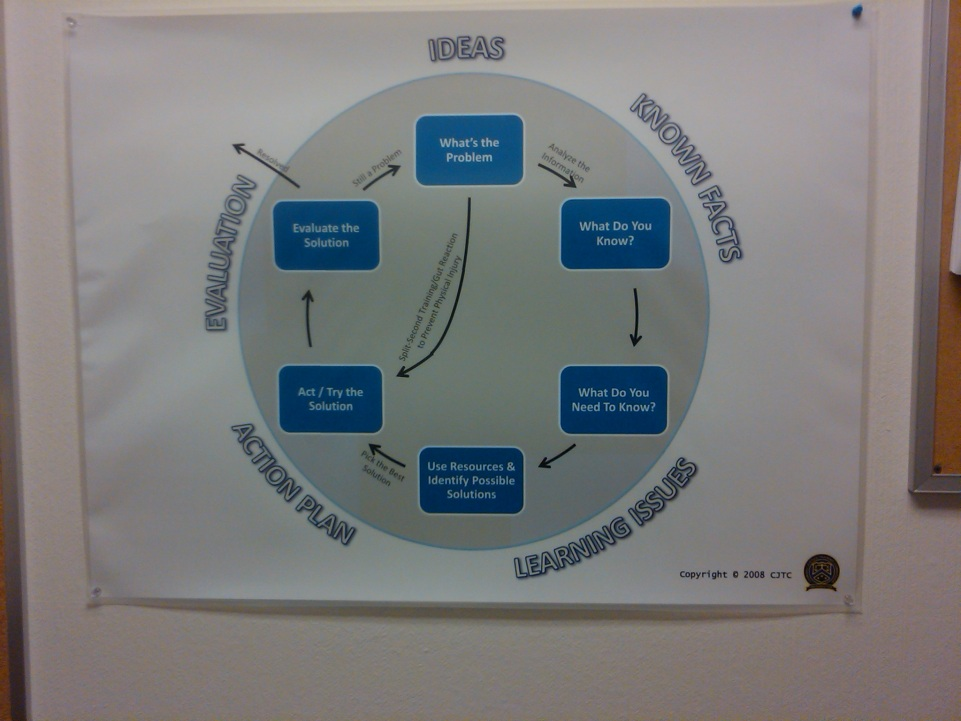 IDEAS
KNOWN FACTS
LEARNING ISSUES
ACTION PLAN
EVALUATION
What's the
Problem
Analyze the
Information
What Do You
Know?
What Do You
Need To Know?
Use Resources &
Identify Possible
Solutions
Pick the Best
Solution
Act / Try the
Solution
Evaluate the
Solution
Resolved
Still a Problem
Split-Second Training/Gut Reaction
to Prevent Physical Injury
Copyright © 2008 CJTC